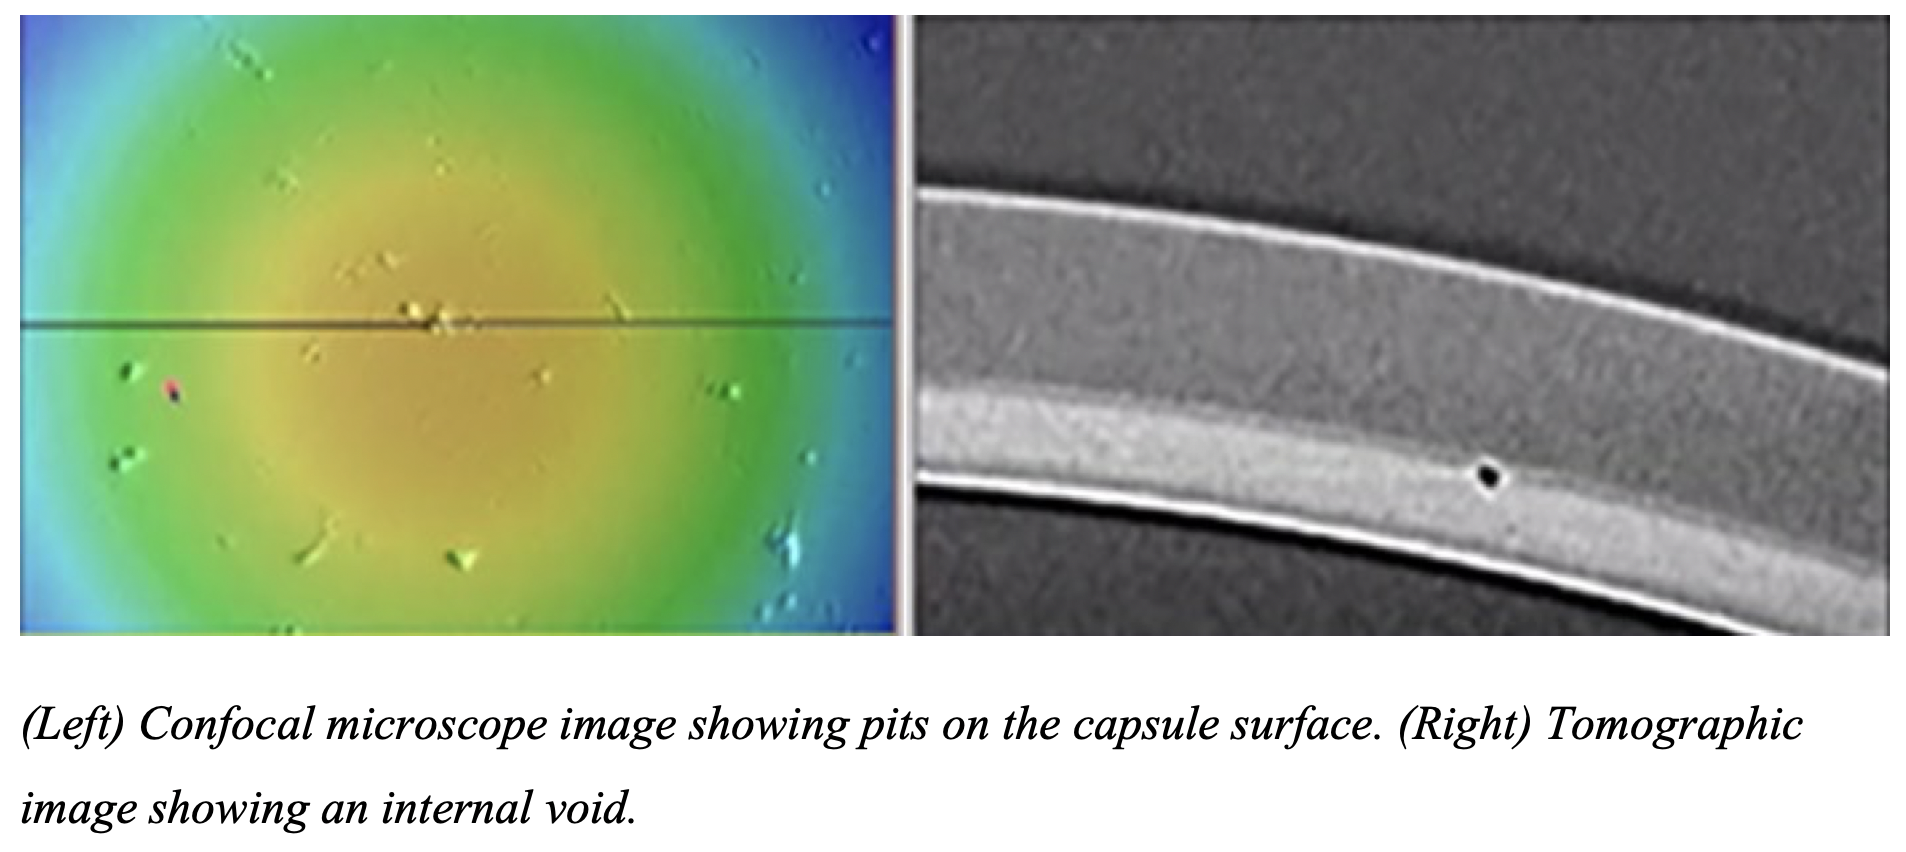 (Left) Confocal microscope image showing pits on the capsule surface. (Right) Tomographic
image showing an internal void.